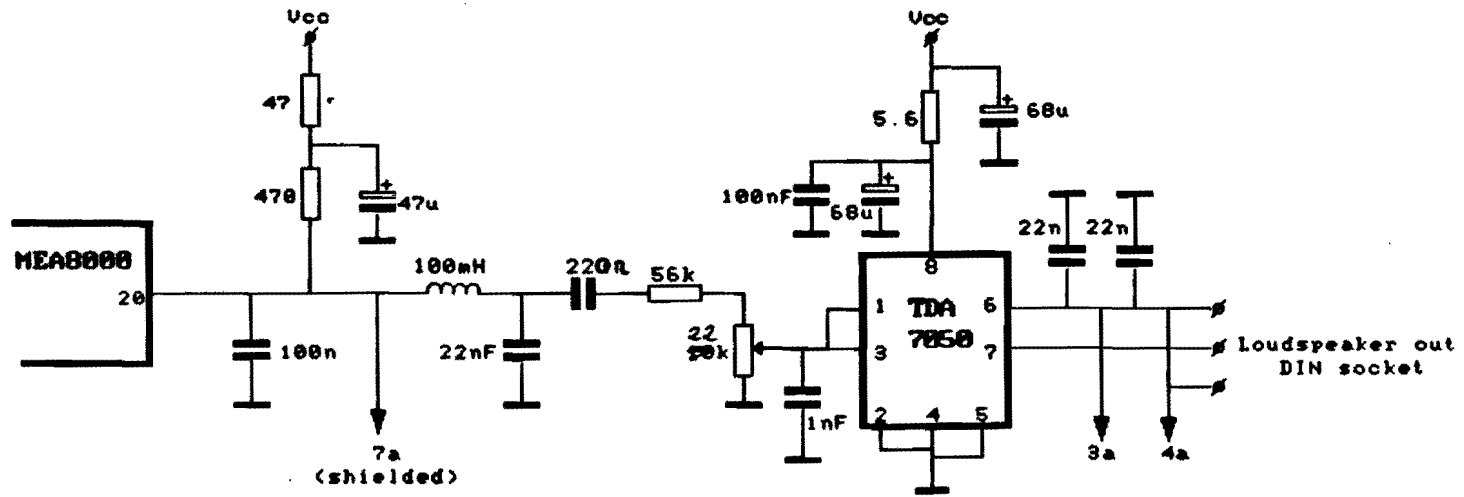 Vcc
Vcc
47
5.6
68u
470
47u
100nF
68u
22n
22n
MEA8000
20
100mH
220n
56k
8
1
TDA
6
7050
3
7
22
k
100n
22nF
1nF
2
4
5
Loudspeaker out
DIN socket
7a
(shielded)
3a
4a